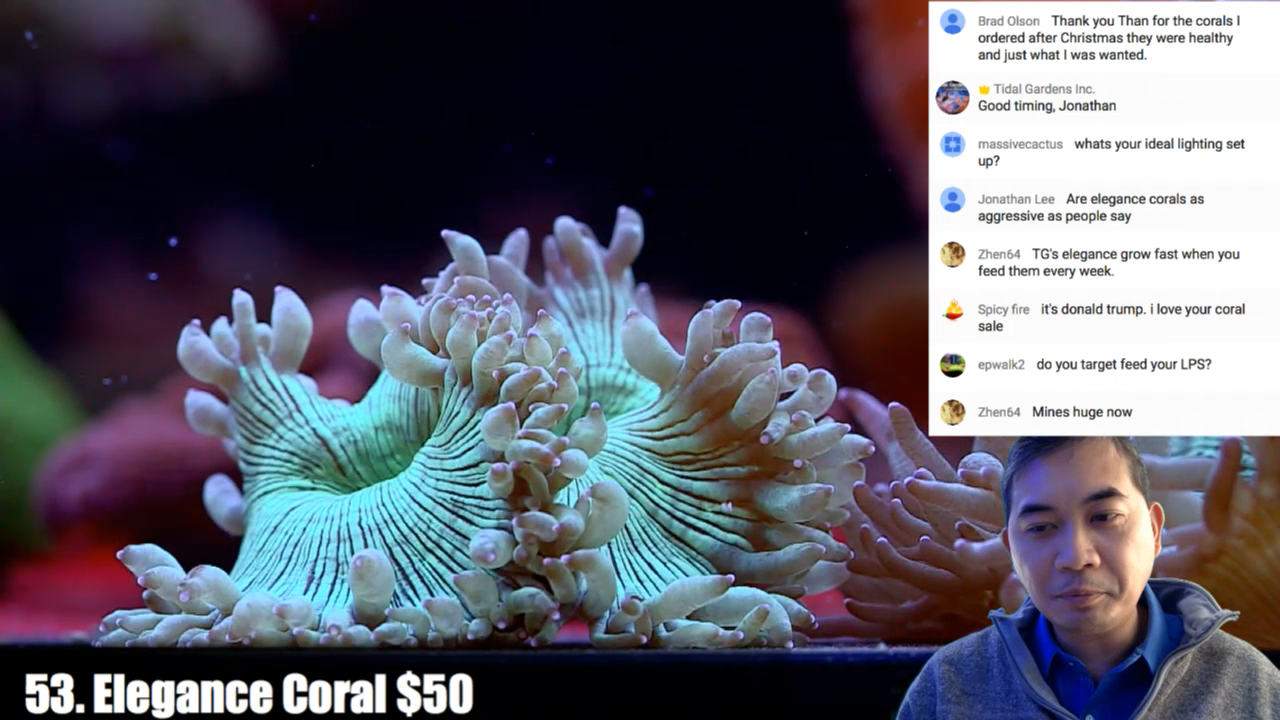 Brad Olson Thank you Than for the corals I
ordered after Christmas they were healthy
and just what I was wanted.
Tidal Gardens Inc.
Good timing, Jonathan
massivecactus whats your ideal lighting set
up?
Jonathan Lee Are elegance corals as
aggressive as people say
Zhen64 TG's elegance grow fast when you
feed them every week.
Spicy fire it's donald trump. i love your coral
sale
epwalk2 do you target feed your LPS?
Zhen64 Mines huge now
53. Elegance Coral $50